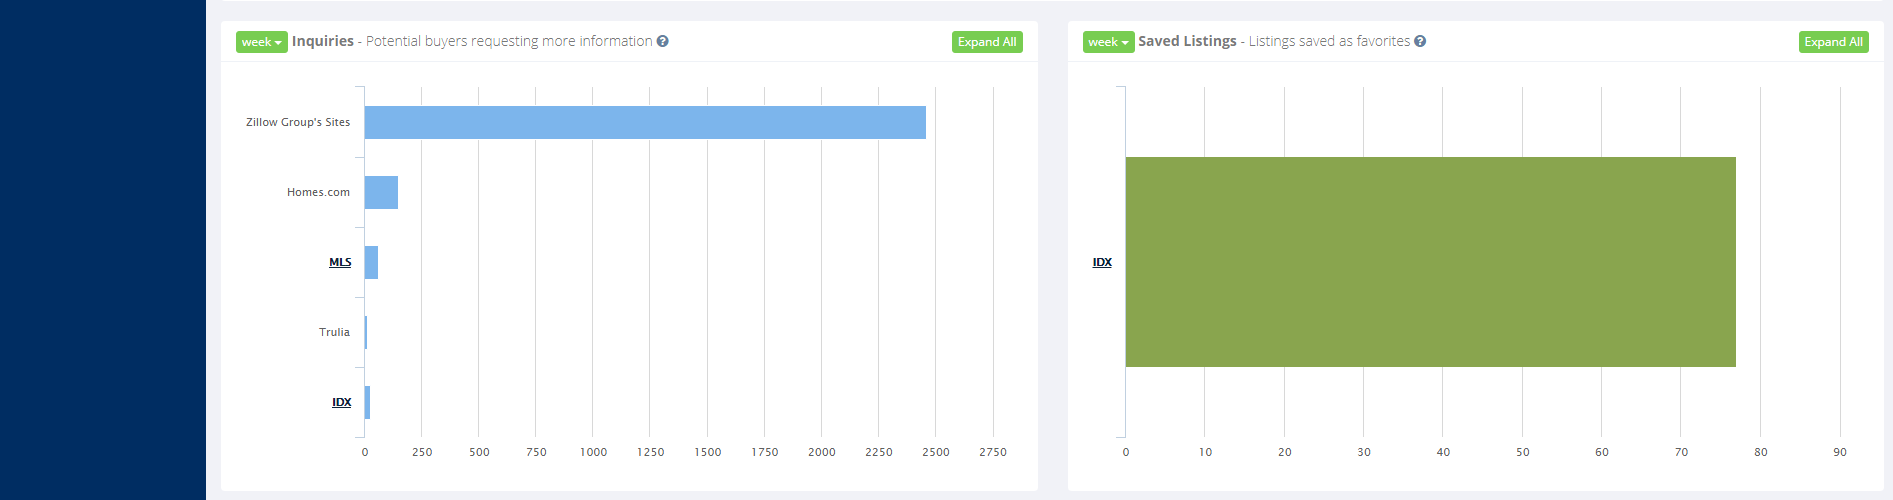 week Inquiries - Potential buyers requesting more information ? Expand All
Zillow Group's Sites
Homes.com
MLS
Trulia
IDX
0 250 500 750 1000 1250 1500 1750 2000 2250 2500 2750
week Saved Listings - Listings saved as favorites ? Expand All
IDX
0 10 20 30 40 50 60 70 80 90